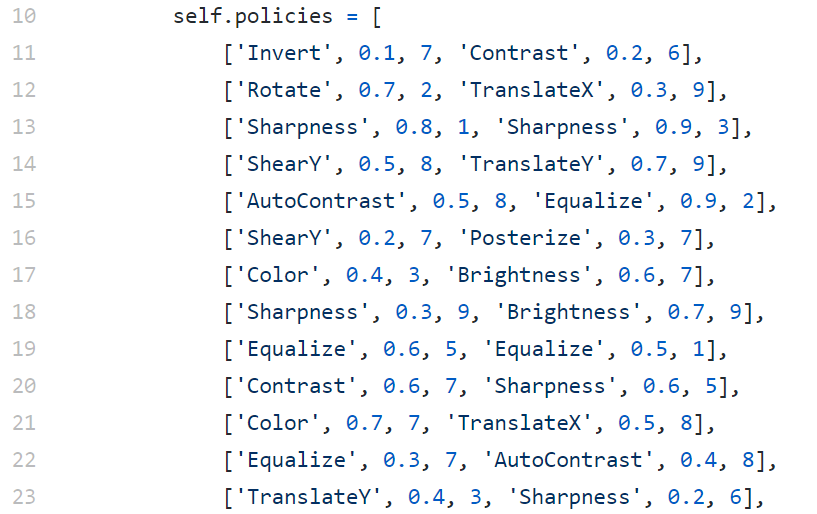 10 self.policies = [
11 ['Invert', 0.1, 7, 'Contrast', 0.2, 6],
12 ['Rotate', 0.7, 2, 'TranslateX', 0.3, 9],
13 ['Sharpness', 0.8, 1, 'Sharpness', 0.9, 3],
14 ['ShearY', 0.5, 8, 'TranslateY', 0.7, 9],
15 ['AutoContrast', 0.5, 8, 'Equalize', 0.9, 2],
16 ['ShearY', 0.2, 7, 'Posterize', 0.3, 7],
17 ['Color', 0.4, 3, 'Brightness', 0.6, 7],
18 ['Sharpness', 0.3, 9, 'Brightness', 0.7, 9],
19 ['Equalize', 0.6, 5, 'Equalize', 0.5, 1],
20 ['Contrast', 0.6, 7, 'Sharpness', 0.6, 5],
21 ['Color', 0.7, 7, 'TranslateX', 0.5, 8],
22 ['Equalize', 0.3, 7, 'AutoContrast', 0.4, 8],
23 ['TranslateY', 0.4, 3, 'Sharpness', 0.2, 6],